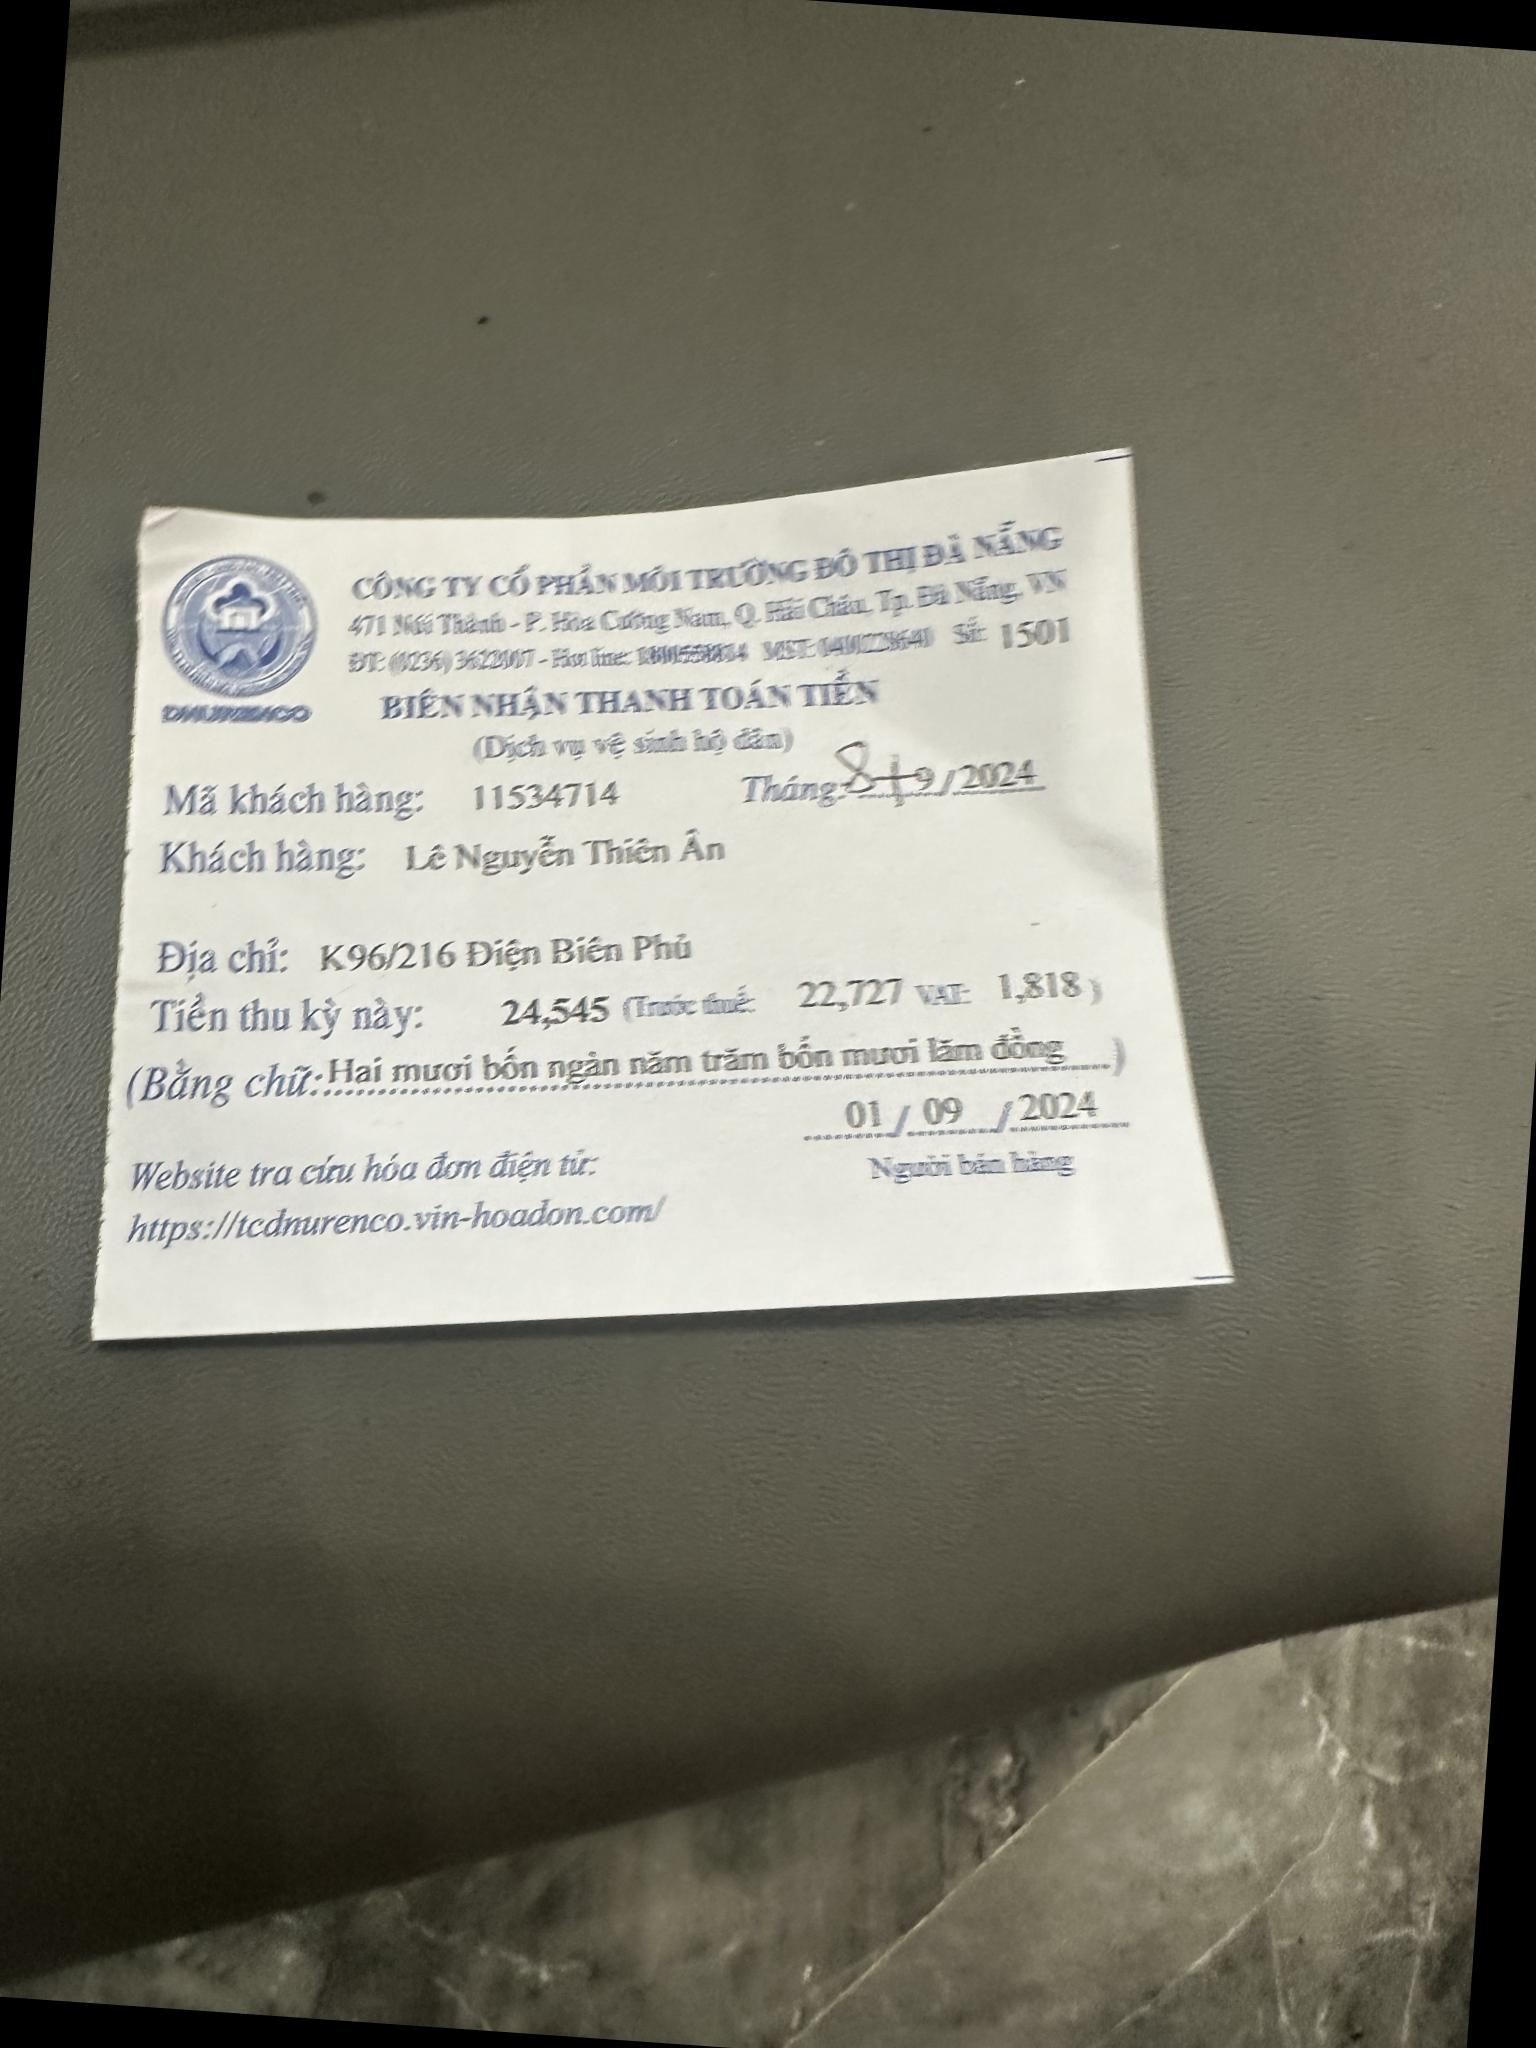 CÔNG TY CỔ PHẦN MÔI TRƯỜNG ĐÔ THỊ ĐÀ NẴNG
471 Núi Thành - P. Hòa Cường Nam, Q. Hải Châu, Tp. Đà Nẵng, VN
ĐT: (0236) 3622007 - Hot line: MST: Số: 1501
DNURENCO
BIÊN NHẬN THANH TOÁN TIỀN
(Dịch vụ vệ sinh hộ dân)
Mã khách hàng: 11534714 Tháng: 8+9/2024
Khách hàng: Lê Nguyễn Thiên Ân
Địa chỉ: K96/216 Điện Biên Phủ
Tiền thu kỳ này: 24,545 (Trước thuế: 22,727 VAT: 1,818 )
(Bằng chữ: Hai mươi bốn ngàn năm trăm bốn mươi lăm đồng )
01 / 09 / 2024
Người bán hàng
Website tra cứu hóa đơn điện tử:
https://tcdnurenco.vin-hoadon.com/